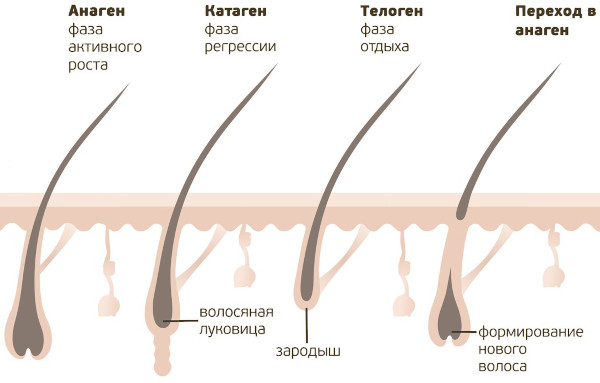 Анаген
фаза
активного
роста
Катаген
фаза
регрессии
Телоген
фаза
отдыха
Переход в
анаген
волосяная
луковица
зародыш
формирование
нового
волоса